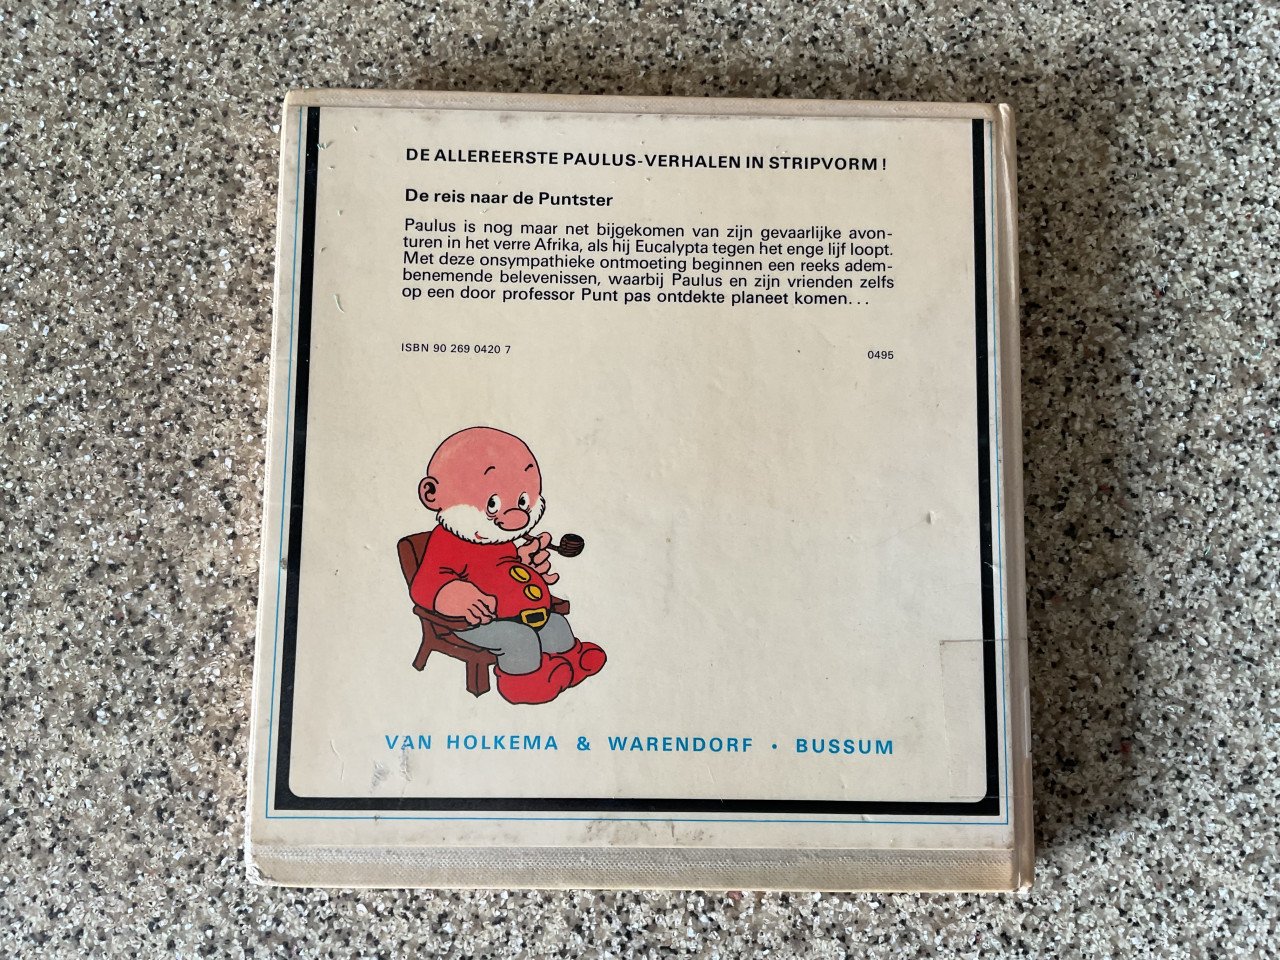 DE ALLEREERSTE PAULUS-VERHALEN IN STRIPVORM!
De reis naar de Puntster
Paulus is nog maar net bijgekomen van zijn gevaarlijke avon-
turen in het verre Afrika, als hij Eucalypta tegen het enge lijf loopt.
Met deze onsympathieke ontmoeting beginnen een reeks adem-
benemende belevenissen, waarbij Paulus en zijn vrienden zelfs
op een door professor Punt pas ontdekte planeet komen...
ISBN 90 269 0420 7
0495
VAN HOLKEMA & WARENDORF • BUSSUM